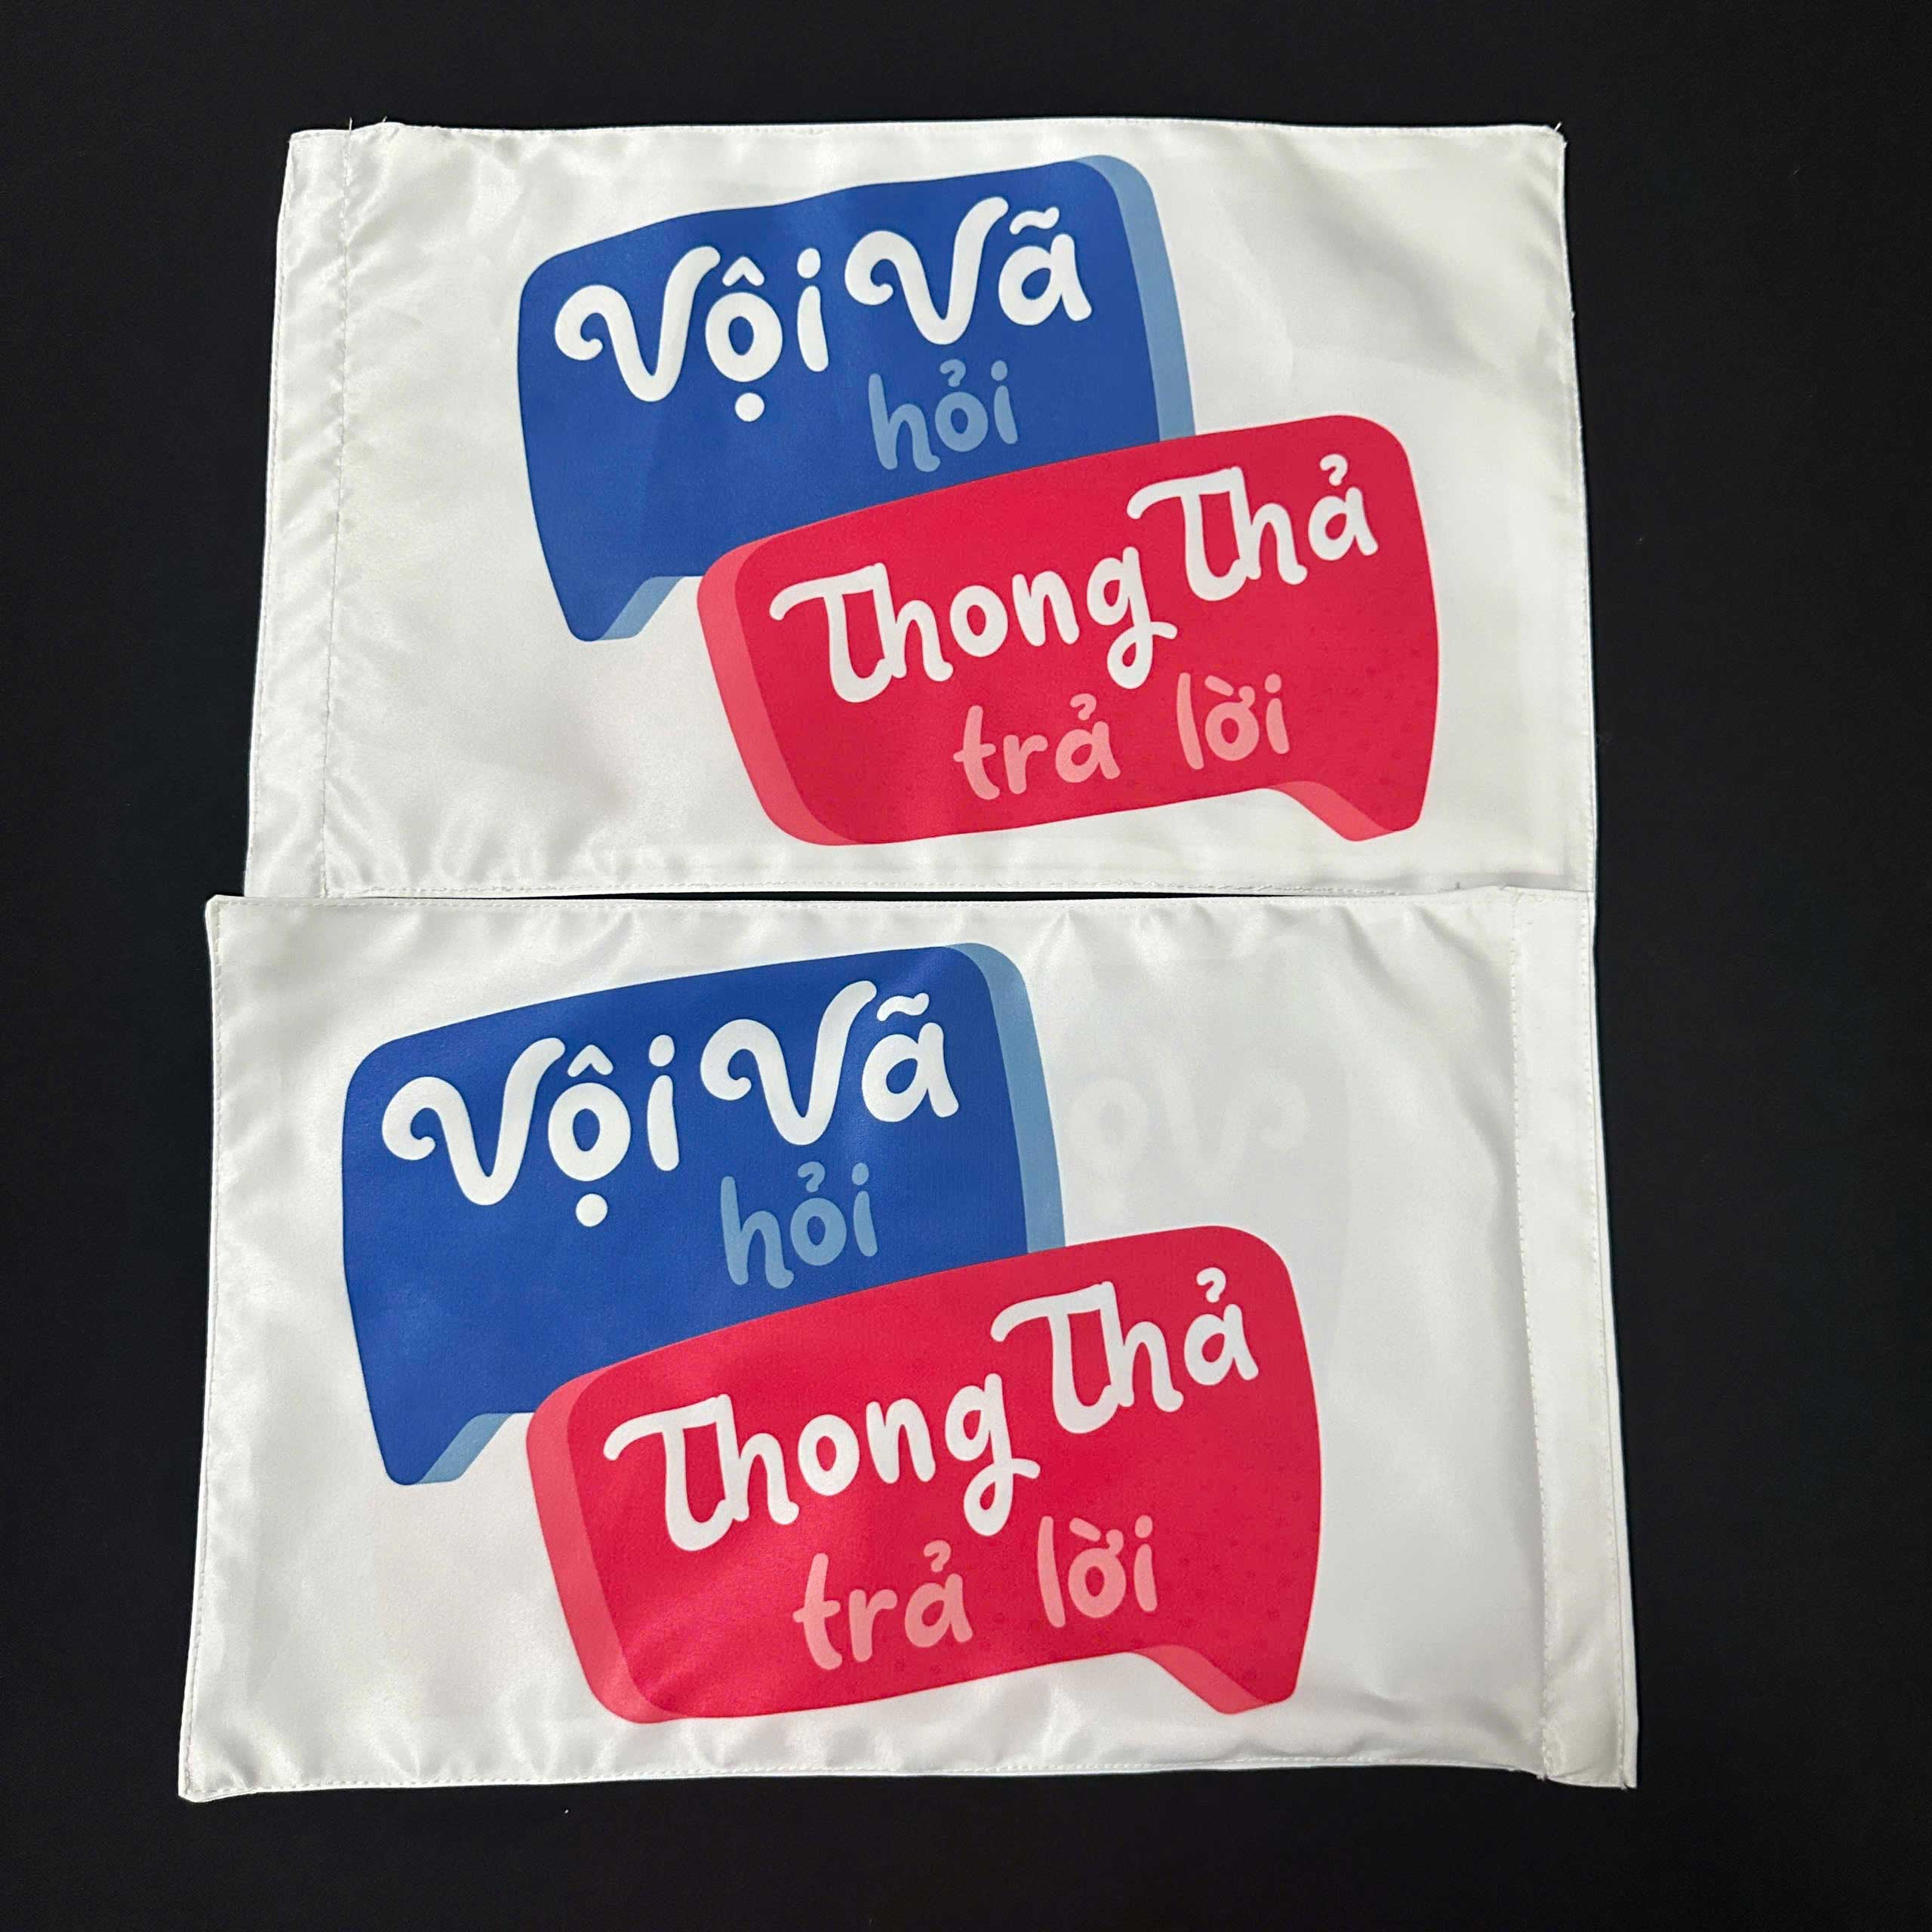 Vội Vã
hỏi
Thong Thả
trả lời
Vội Vã
hỏi
Thong Thả
trả lời